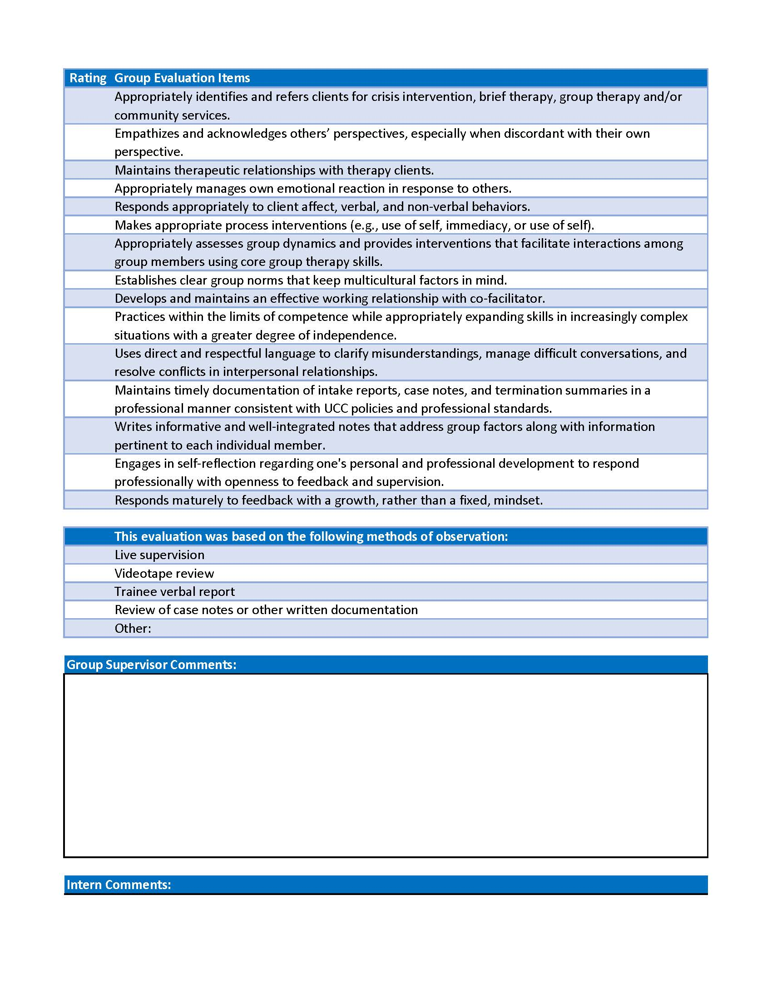 Rating Group Evaluation Items
Appropriately identifies and refers clients for crisis intervention, brief therapy, group therapy and/or
community services.
Empathizes and acknowledges others’ perspectives, especially when discordant with their own
perspective.
Maintains therapeutic relationships with therapy clients.
Appropriately manages own emotional reaction in response to others.
Responds appropriately to client affect, verbal, and non-verbal behaviors.
Makes appropriate process interventions (e.g., use of self, immediacy, or use of self).
Appropriately assesses group dynamics and provides interventions that facilitate interactions among
group members using core group therapy skills.
Establishes clear group norms that keep multicultural factors in mind.
Develops and maintains an effective working relationship with co-facilitator.
Practices within the limits of competence while appropriately expanding skills in increasingly complex
situations with a greater degree of independence.
Uses direct and respectful language to clarify misunderstandings, manage difficult conversations, and
resolve conflicts in interpersonal relationships.
Maintains timely documentation of intake reports, case notes, and termination summaries in a
professional manner consistent with UCC policies and professional standards.
Writes informative and well-integrated notes that address group factors along with information
pertinent to each individual member.
Engages in self-reflection regarding one's personal and professional development to respond
professionally with openness to feedback and supervision.
Responds maturely to feedback with a growth, rather than a fixed, mindset.
This evaluation was based on the following methods of observation:
Live supervision
Videotape review
Trainee verbal report
Review of case notes or other written documentation
Other:
Group Supervisor Comments:
Intern Comments: